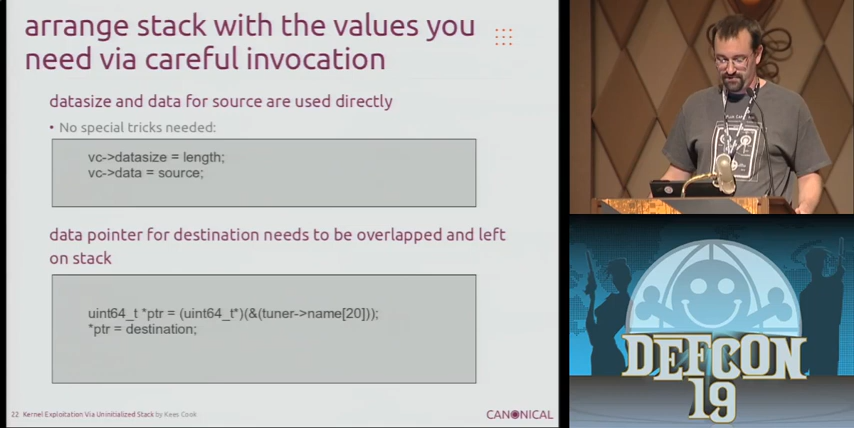 arrange stack with the values you
need via careful invocation
datasize and data for source are used directly
• No special tricks needed:
vc->datasize = length;
vc->data = source;
data pointer for destination needs to be overlapped and left
on stack
uint64_t *ptr = (uint64_t*)(&(tuner->name[20]));
*ptr = destination;
22 Kernel Exploitation Via Uninitialized Stack by Kees Cook
CANONICAL
DEFCON
19